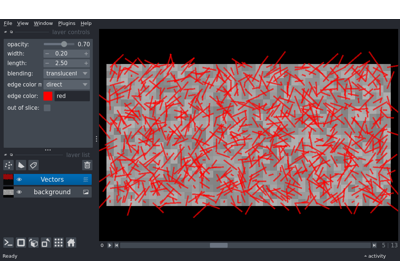 File View Window Plugins Help
layer controls
opacity: 0.70
width: 0.20
length: 2.50
blending: translucent
edge color m direct
edge color: red
out of slice:
layer list
Vectors
background
0
5 | 13
Ready
activity